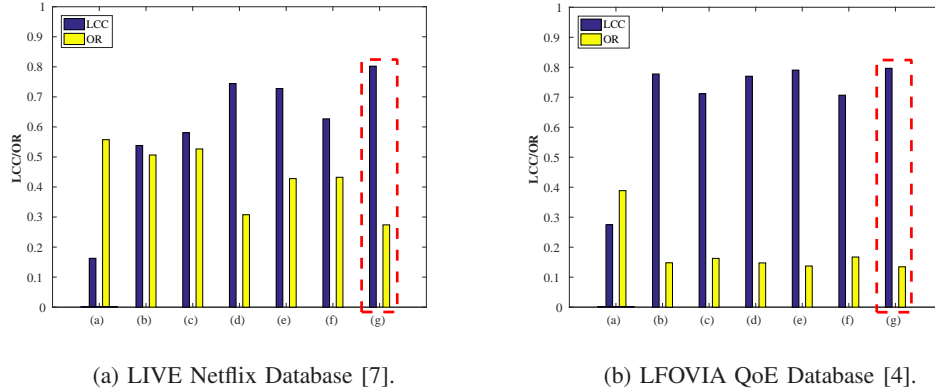 1
0.9
0.8
0.7
0.6
0.5
0.4
0.3
0.2
0.1
0
LCC/OR
LCC
OR
(a) (b) (c) (d) (e) (f) (g)
(a) LIVE Netflix Database [7].
1
0.9
0.8
0.7
0.6
0.5
0.4
0.3
0.2
0.1
0
LCC/OR
LCC
OR
(a) (b) (c) (d) (e) (f) (g)
(b) LFOVIA QoE Database [4].